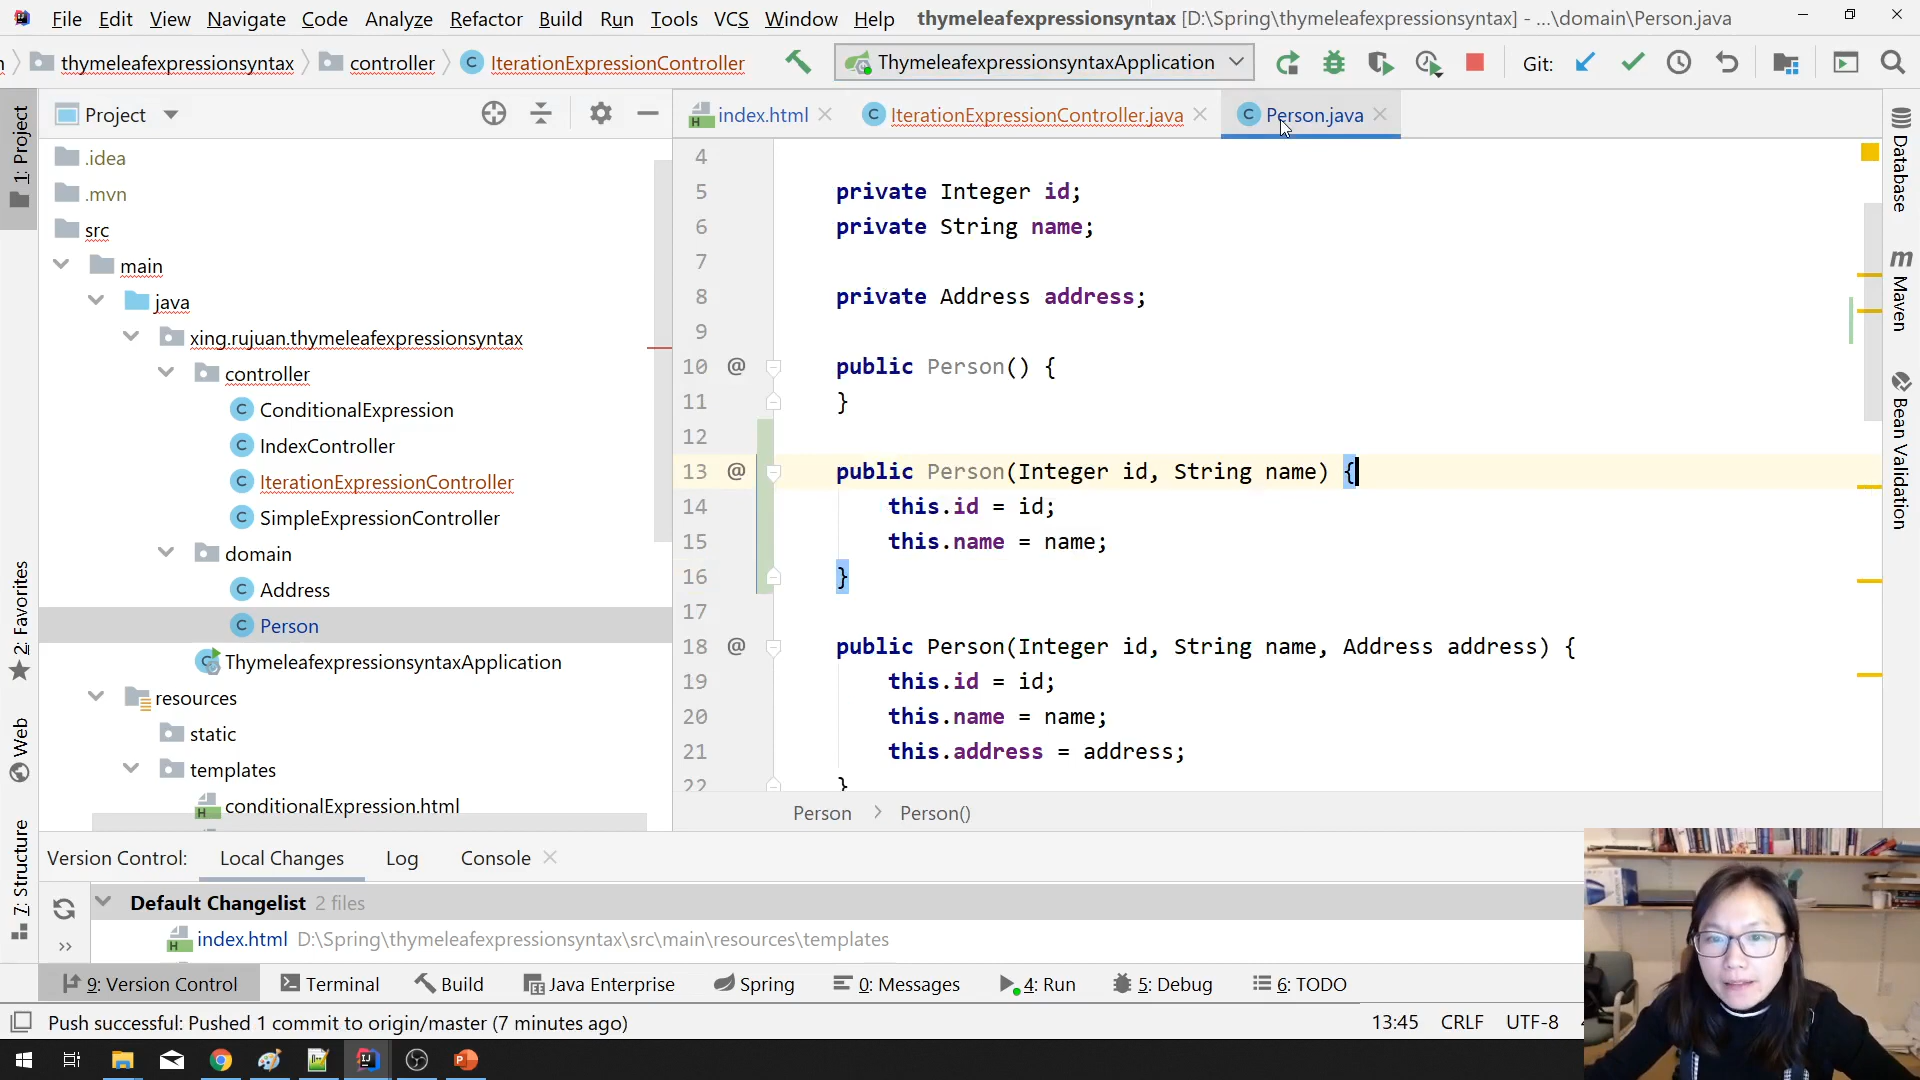 File Edit View Navigate Code Analyze Refactor Build Run Tools VCS Window Help thymeleafexpressionsyntax [D:\Spring\thymeleafexpressionsyntax] - ...\domain\Person.java
thymeleafexpressionsyntax controller C IterationExpressionController ThymeleafexpressionsyntaxApplication Git:
Project
index.html C IterationExpressionController.java C Person.java
1: Project
2: Favorites
Web
7: Structure
.idea
.mvn
src
main
java
xing.rujuan.thymeleafexpressionsyntax
controller
C ConditionalExpression
C IndexController
C IterationExpressionController
C SimpleExpressionController
domain
C Address
C Person
ThymeleafexpressionsyntaxApplication
resources
static
templates
H conditionalExpression.html
4
5 private Integer id;
6 private String name;
7
8 private Address address;
9
10 @ public Person() {
11 }
12
13 @ public Person(Integer id, String name) {
14 this.id = id;
15 this.name = name;
16 }
17
18 @ public Person(Integer id, String name, Address address) {
19 this.id = id;
20 this.name = name;
21 this.address = address;
22 }
Person > Person()
Database
m Maven
Bean Validation
Version Control: Local Changes Log Console
Default Changelist 2 files
H index.html D:\Spring\thymeleafexpressionsyntax\src\main\resources\templates
9: Version Control Terminal Build Java Enterprise Spring 0: Messages 4: Run 5: Debug 6: TODO
Push successful: Pushed 1 commit to origin/master (7 minutes ago) 13:45 CRLF UTF-8